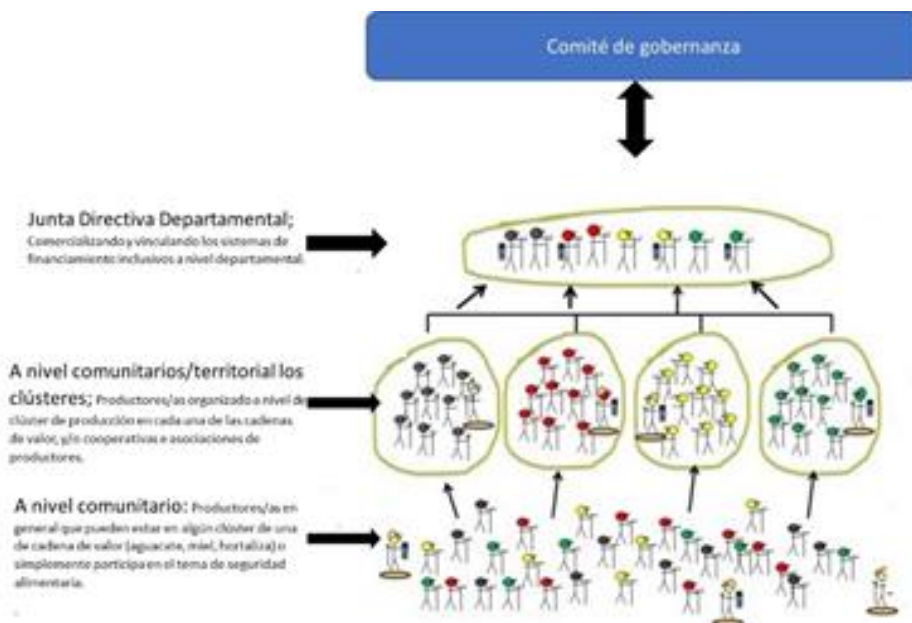 Comité de gobernanza
Junta Directiva Departamental;
Comercializando y vinculando los sistemas de
financiamiento inclusivos a nivel departamental.
A nivel comunitarios/territorial los
clústeres; Productores/as organizado a nivel de
clúster de producción en cada una de las cadenas
de valor, y/o cooperativas e asociaciones de
productores.
A nivel comunitario: Productores/as en
general que pueden estar en algún clúster de una
de cadena de valor (aguacate, miel, hortaliza) o
simplemente participa en el tema de seguridad
alimentaria.